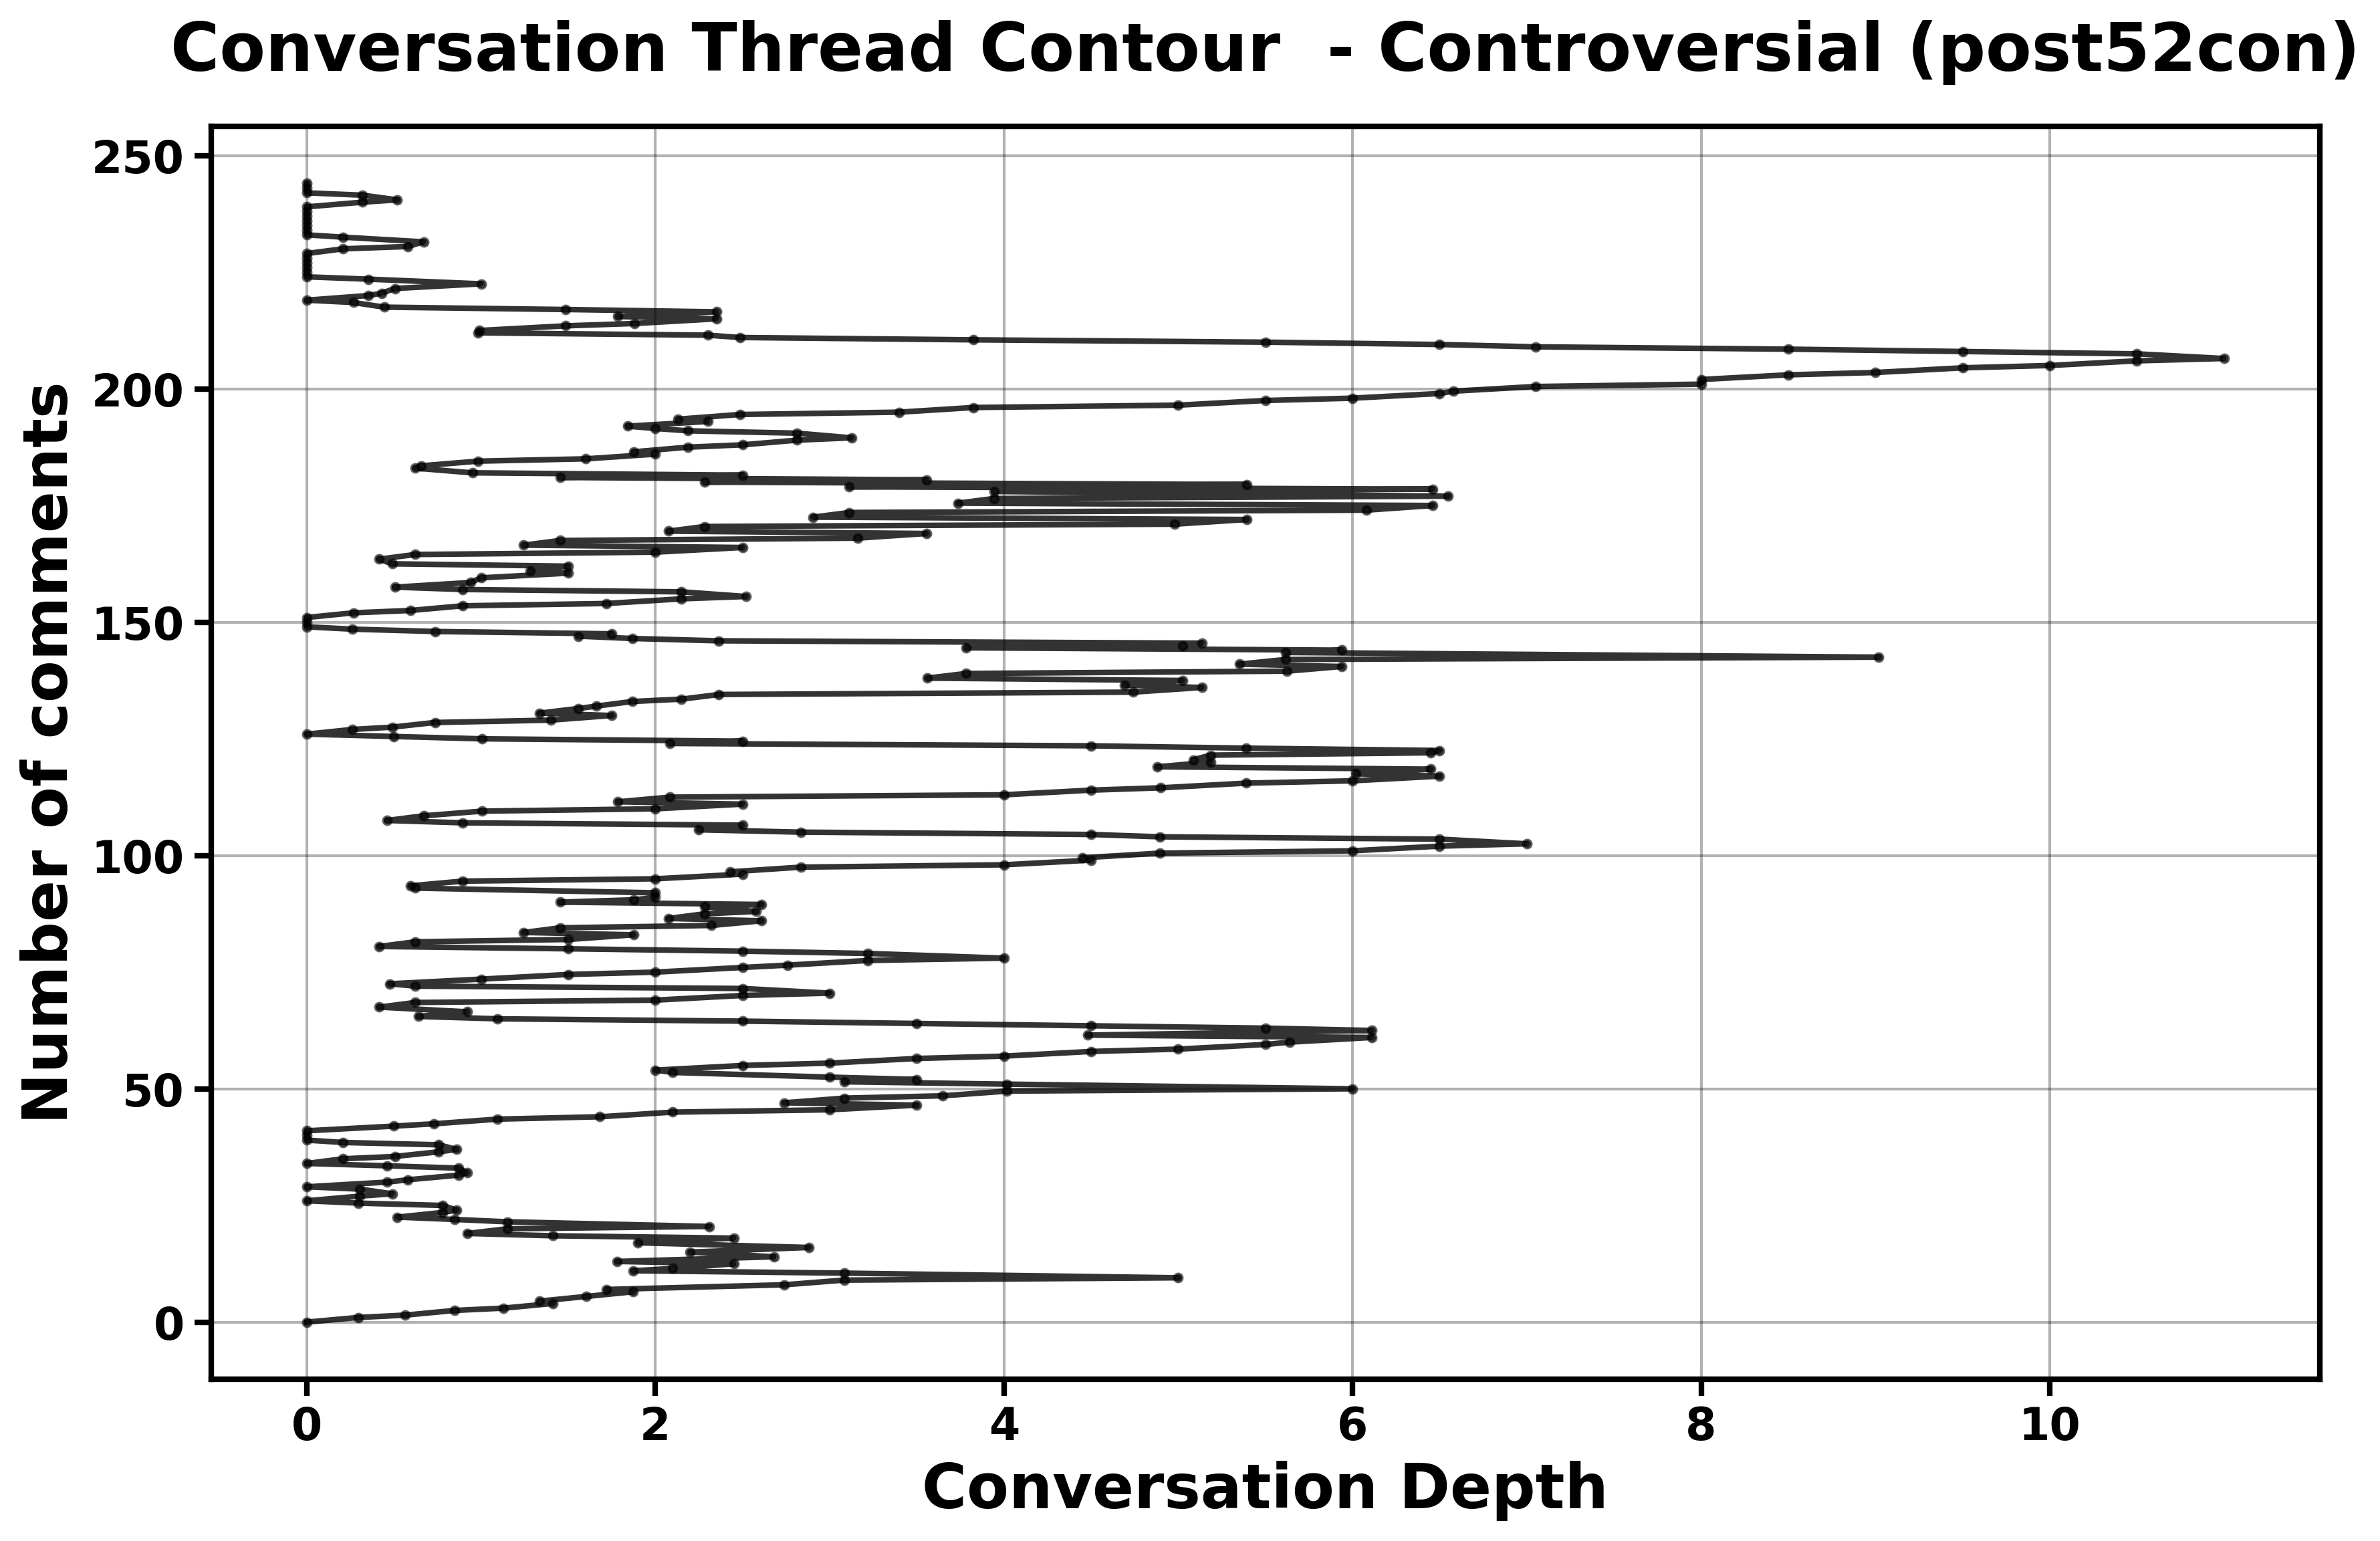 Conversation Thread Contour  - Controversial (post52con)
Number of comments
250
200
150
100
50
0
0 2 4 6 8 10
Conversation Depth